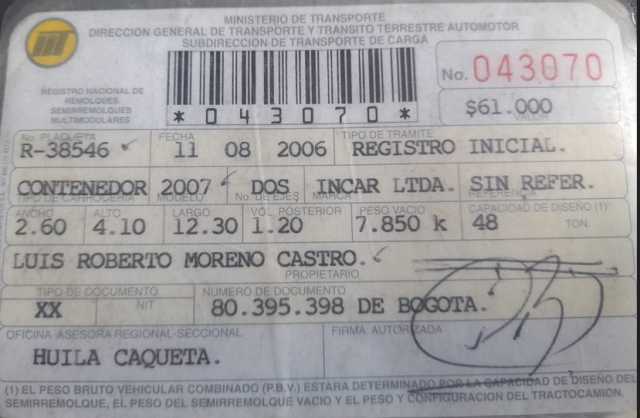 MINISTERIO DE TRANSPORTE
DIRECCION GENERAL DE TRANSPORTE Y TRANSITO TERRESTRE AUTOMOTOR
SUBDIRECCION DE TRANSPORTE DE CARGA
REGISTRO NACIONAL DE
REMOLQUES
SEMIRREMOLQUES
MULTIMODULARES
*043070*
No. 043070
$61.000
VALOR
No. PLAQUETA FECHA TIPO DE TRAMITE
R-38546 11 08 2006 REGISTRO INICIAL.
CONTENEDOR 2007 DOS INCAR LTDA. SIN REFER.
TIPO DE CARROCERIA MODELO No. DE EJES MARCA REFERENCIA
ANCHO ALTO LARGO VOL. POSTERIOR PESO VACIO CAPACIDAD DE DISEÑO (1)
2.60 4.10 12.30 1.20 7.850 k 48 TON.
LUIS ROBERTO MORENO CASTRO.
PROPIETARIO
TIPO DE DOCUMENTO NUMERO DE DOCUMENTO
XX NIT 80.395.398 DE BOGOTA.
OFICINA ASESORA REGIONAL-SECCIONAL FIRMA AUTORIZADA
HUILA CAQUETA.
(1) EL PESO BRUTO VEHICULAR COMBINADO (P.B.V.) ESTARA DETERMINADO POR LA CAPACIDAD DE DISEÑO DEL
SEMIRREMOLQUE, EL PESO DEL SEMIRREMOLQUE VACIO Y EL PESO Y CONFIGURACION DEL TRACTOCAMION.